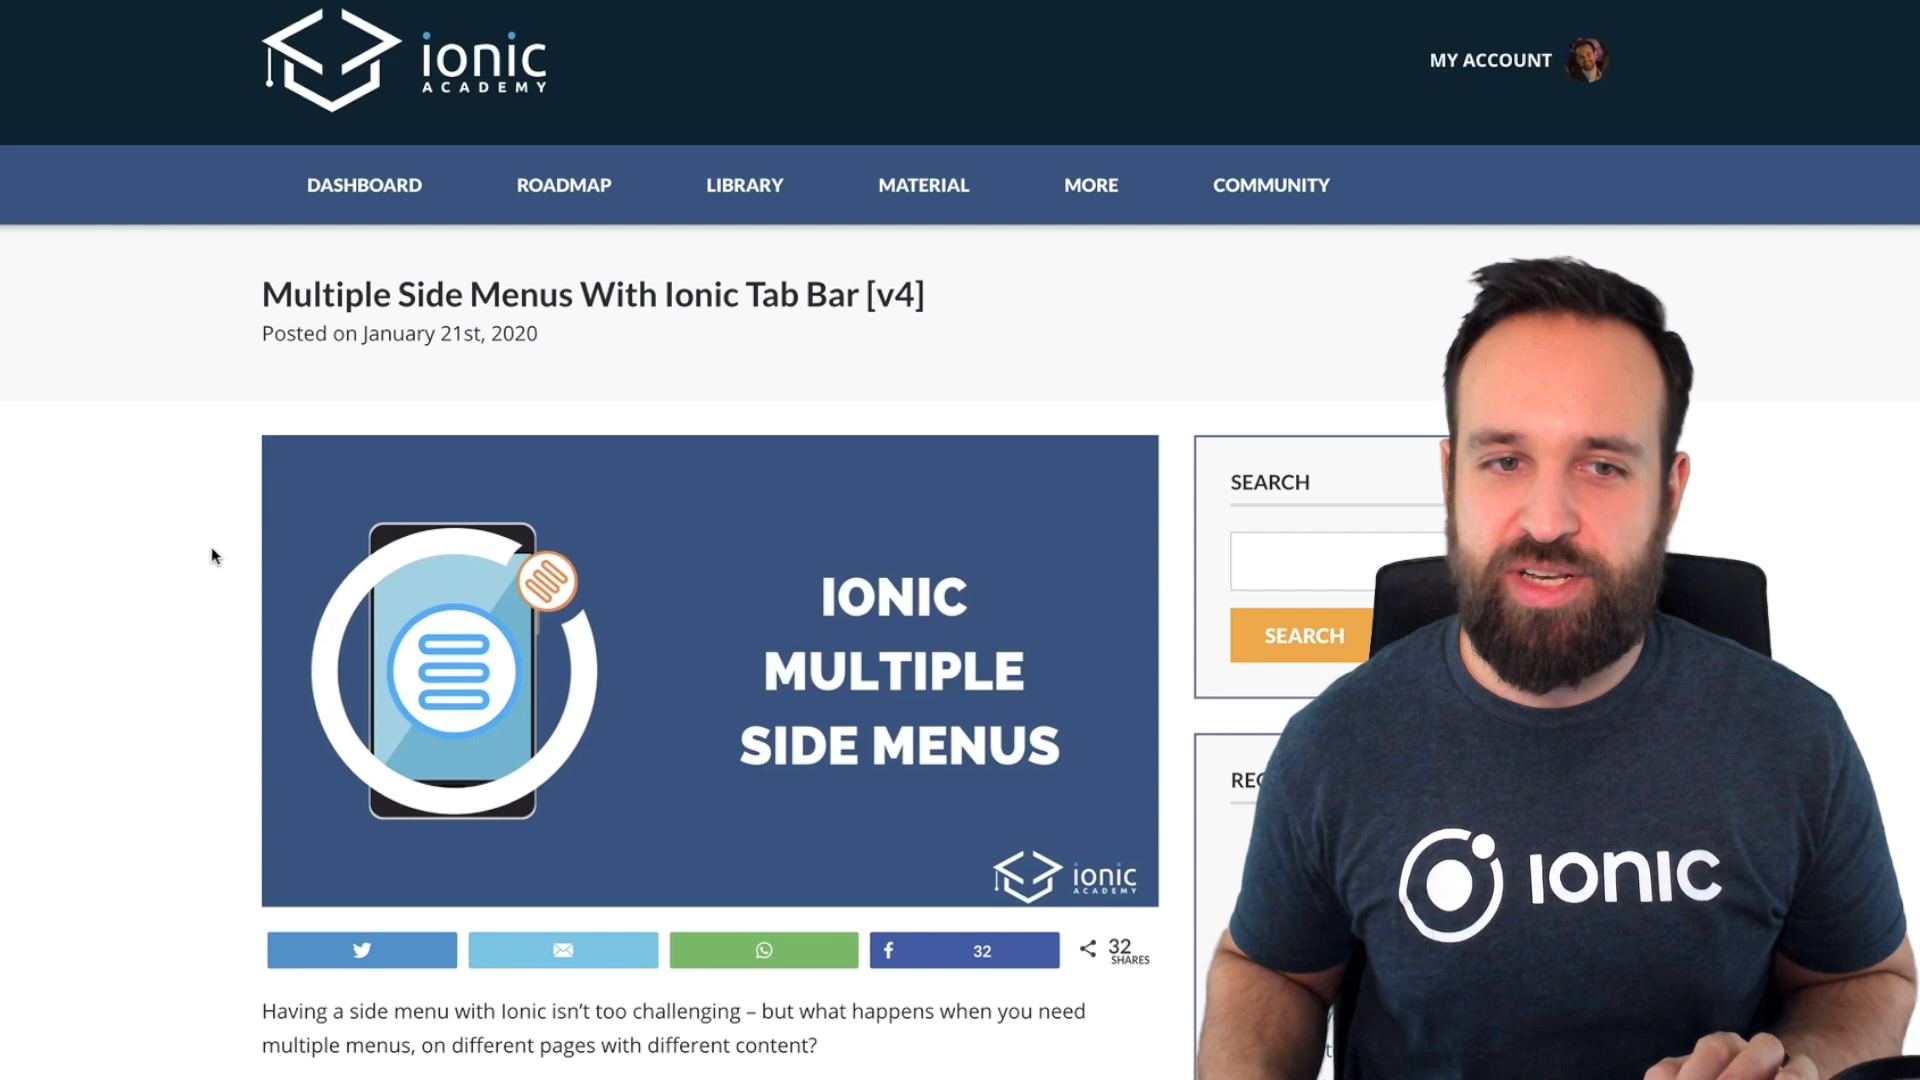 ionic
ACADEMY
MY ACCOUNT
DASHBOARD
ROADMAP
LIBRARY
MATERIAL
MORE
COMMUNITY
Multiple Side Menus With Ionic Tab Bar [v4]
Posted on January 21st, 2020
IONIC
MULTIPLE
SIDE MENUS
ionic
ACADEMY
SEARCH
SEARCH
32
32
SHARES
Having a side menu with Ionic isn't too challenging – but what happens when you need
multiple menus, on different pages with different content?
IONIC